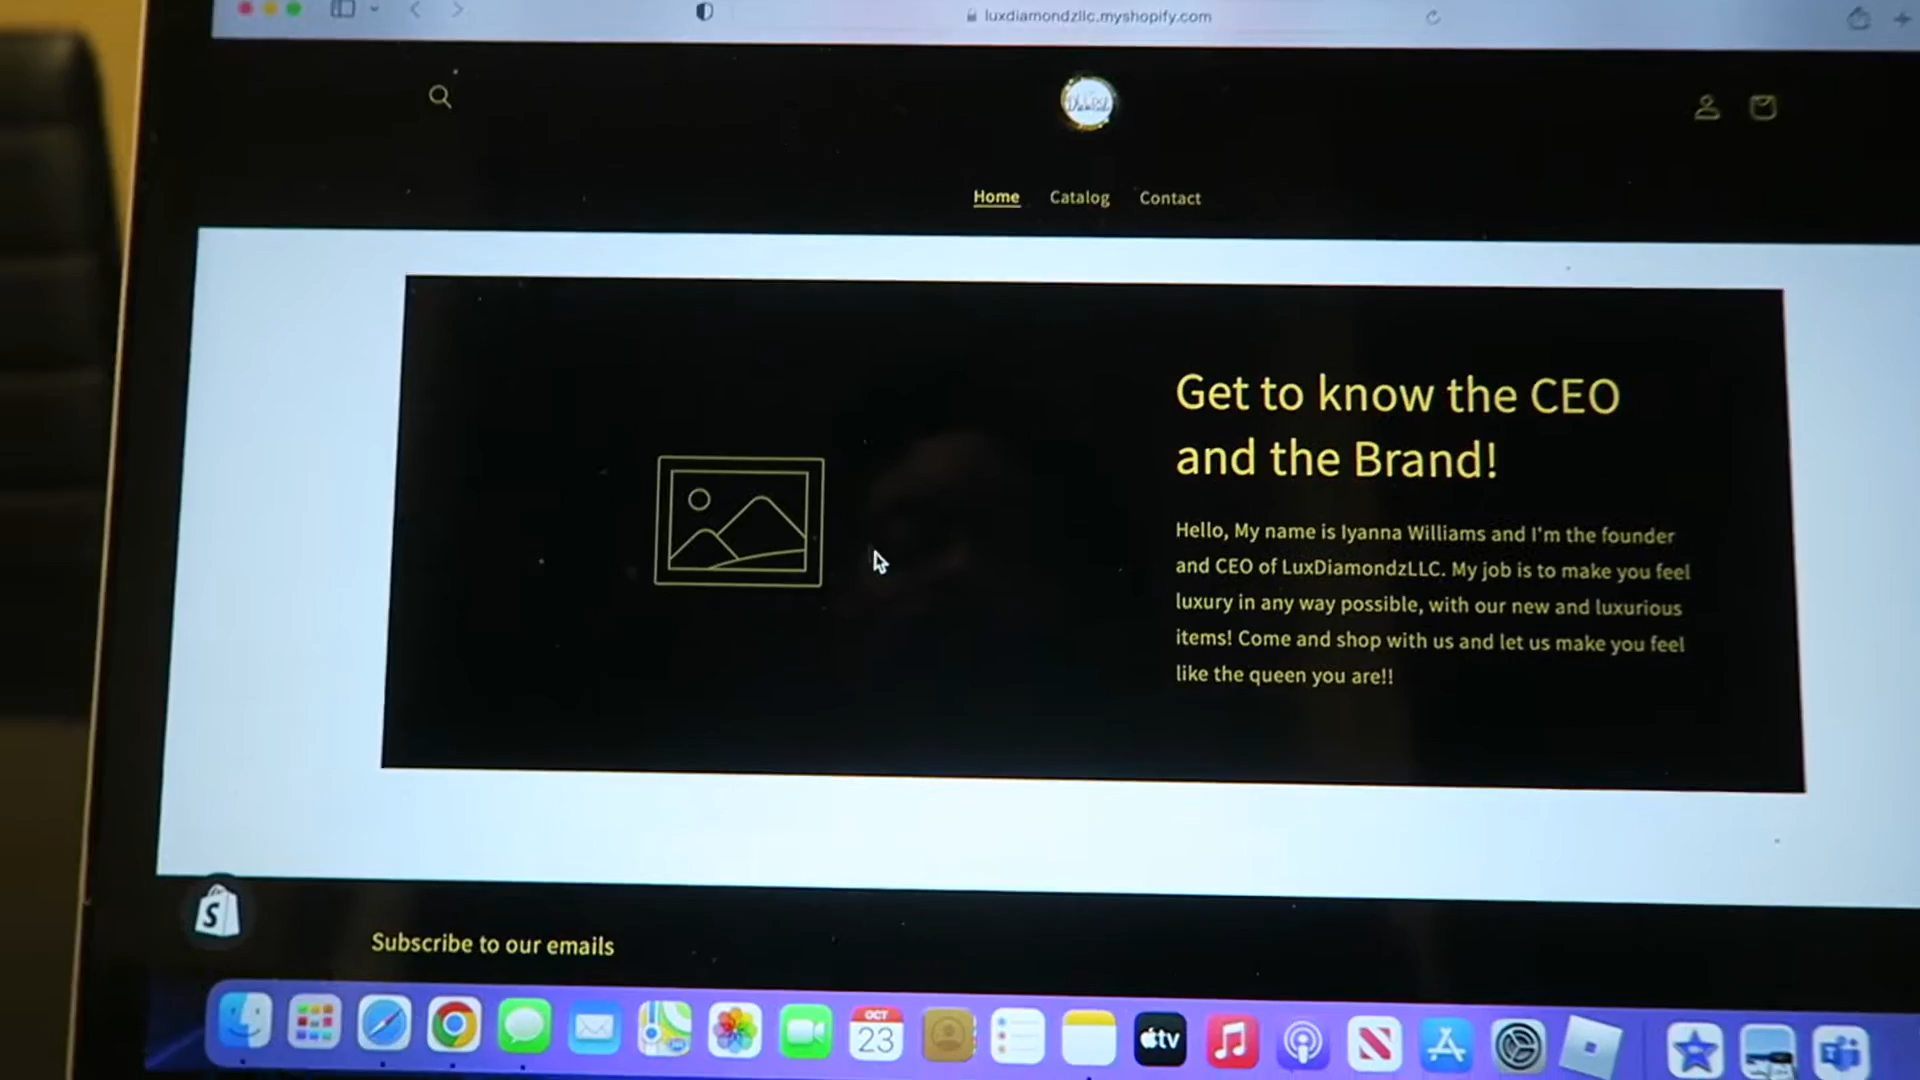 luxdiamondzllc.myshopify.com
Home Catalog Contact
Get to know the CEO
and the Brand!
Hello, My name is Iyanna Williams and I'm the founder
and CEO of LuxDiamondzLLC. My job is to make you feel
luxury in any way possible, with our new and luxurious
items! Come and shop with us and let us make you feel
like the queen you are!!
Subscribe to our emails
OCT
23
tv